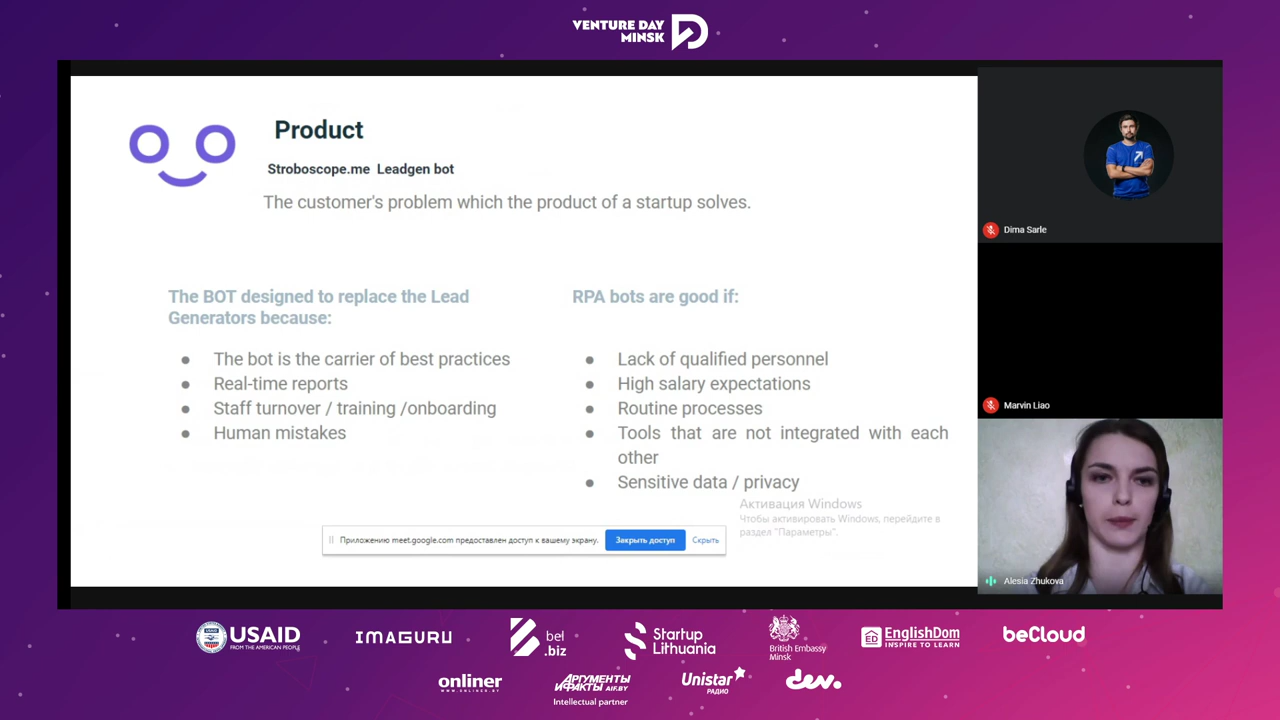 VENTURE DAY
MINSK
Product
Stroboscope.me Leadgen bot
The customer's problem which the product of a startup solves.
The BOT designed to replace the Lead
Generators because:
● The bot is the carrier of best practices
● Real-time reports
● Staff turnover / training /onboarding
● Human mistakes
RPA bots are good if:
● Lack of qualified personnel
● High salary expectations
● Routine processes
● Tools that are not integrated with each
other
● Sensitive data / privacy
Активация Windows
Чтобы активировать Windows, перейдите в
раздел "Параметры".
Приложению meet.google.com предоставлен доступ к вашему экрану.
Закрыть доступ
Скрыть
Dima Sarle
Marvin Liao
Alesia Zhukova
USAID
FROM THE AMERICAN PEOPLE
IMAGURU
bel
.biz
Startup
Lithuania
British Embassy
Minsk
ED
EnglishDom
INSPIRE TO LEARN
beCloud
onliner
WWW.ONLINER.BY
АРГУМЕНТЫ
И ФАКТЫ AIF.BY
Intellectual partner
Unistar
РАДИО
dev.